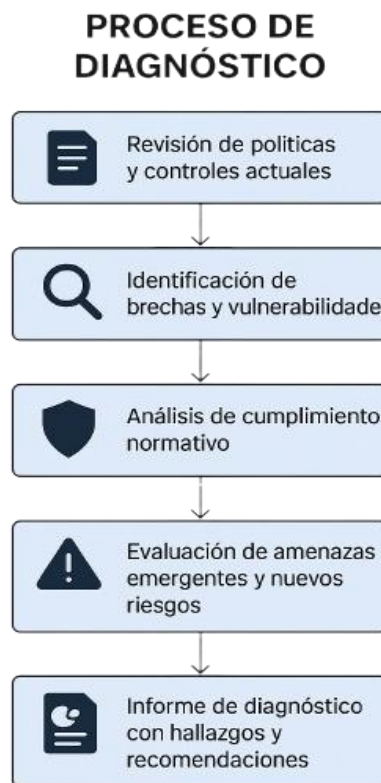 PROCESO DE
DIAGNÓSTICO
Revisión de politicas
y controles actuales
Identificación de
brechas y vulnerabilidade
Análisis de cumplimiento
normativo
Evaluación de amenazas
emergentes y nuevos
riesgos
Informe de diagnóstico
con hallazgos y
recomendaciones